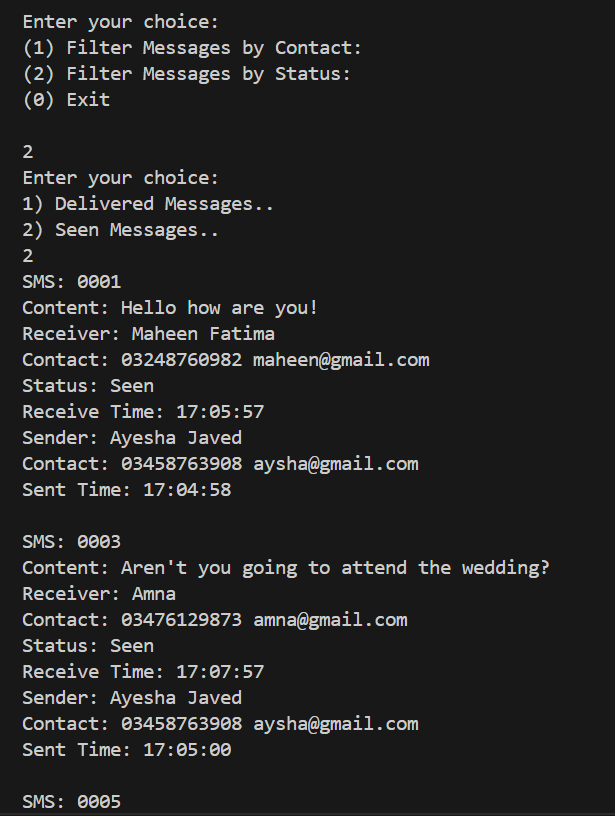 Enter your choice:
(1) Filter Messages by Contact:
(2) Filter Messages by Status:
(0) Exit
2
Enter your choice:
1) Delivered Messages..
2) Seen Messages..
2
SMS: 0001
Content: Hello how are you!
Receiver: Maheen Fatima
Contact: 03248760982 maheen@gmail.com
Status: Seen
Receive Time: 17:05:57
Sender: Ayesha Javed
Contact: 03458763908 aysha@gmail.com
Sent Time: 17:04:58
SMS: 0003
Content: Aren't you going to attend the wedding?
Receiver: Amna
Contact: 03476129873 amna@gmail.com
Status: Seen
Receive Time: 17:07:57
Sender: Ayesha Javed
Contact: 03458763908 aysha@gmail.com
Sent Time: 17:05:00
SMS: 0005